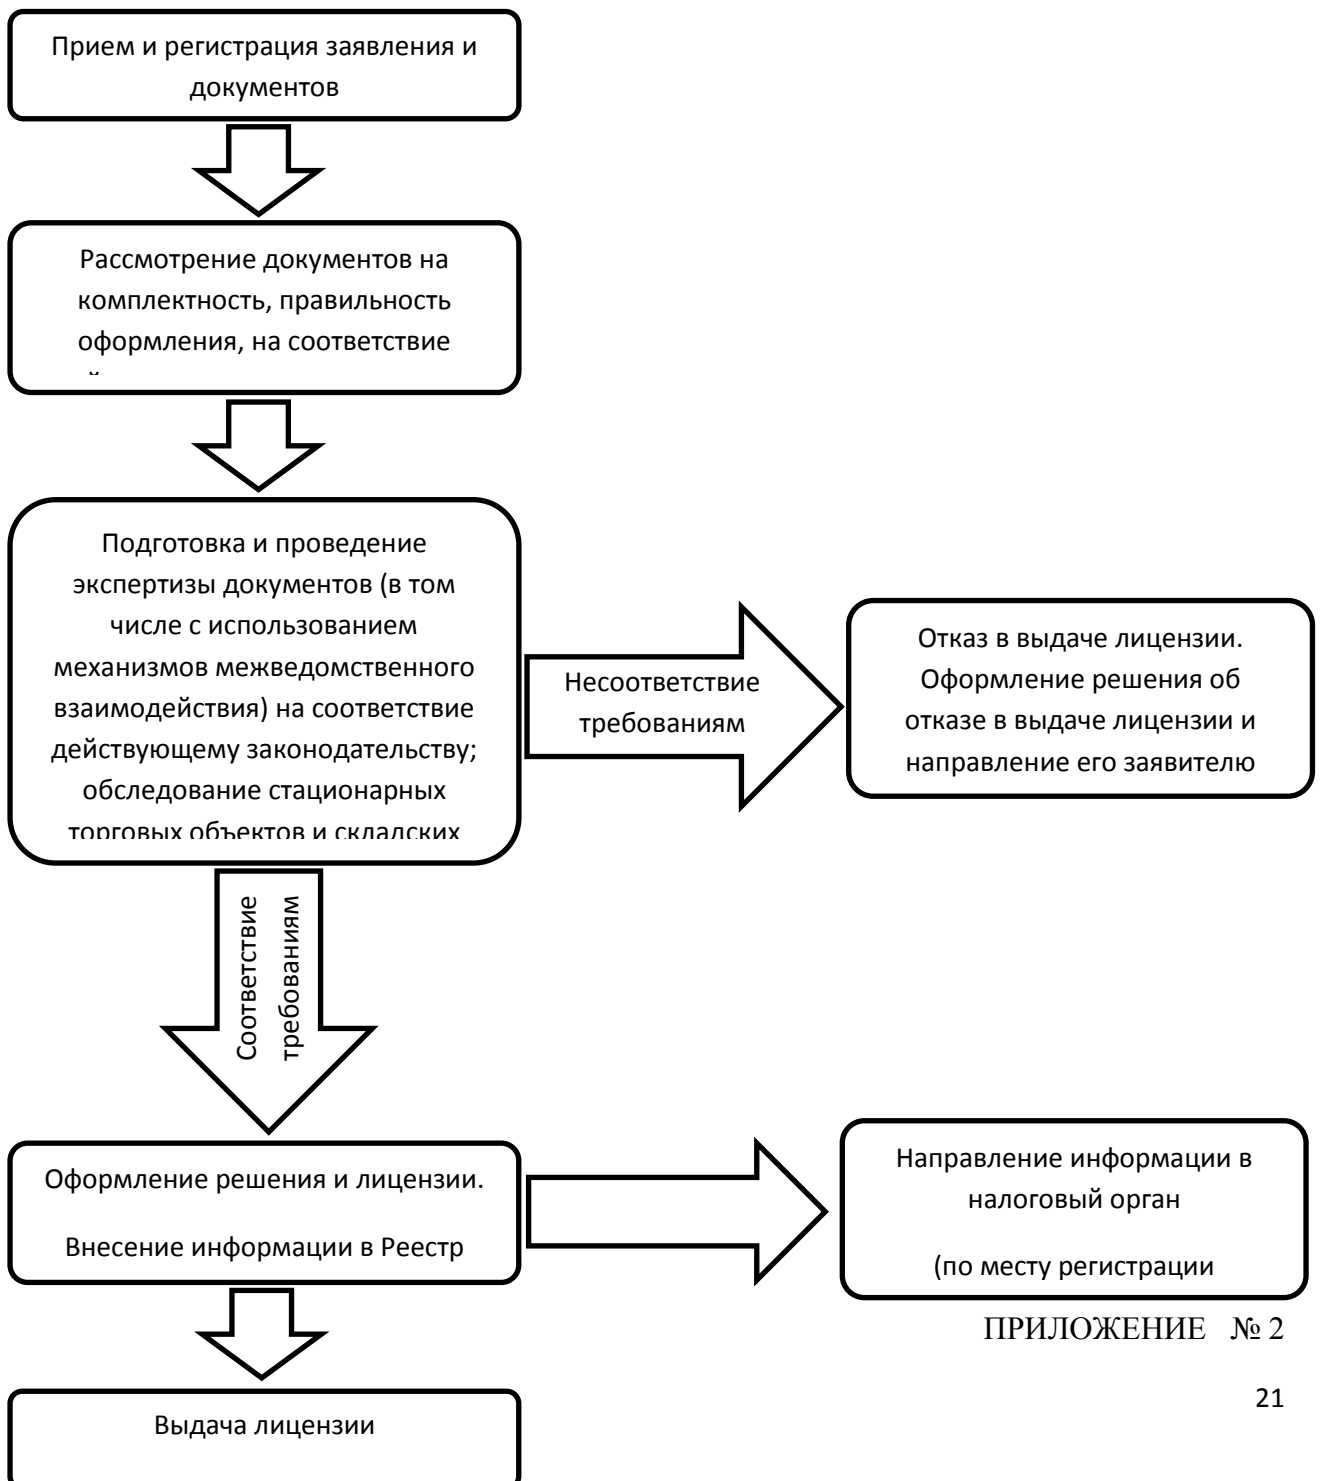 Прием и регистрация заявления и
документов
Рассмотрение документов на
комплектность, правильность
оформления, на соответствие
Подготовка и проведение
экспертизы документов (в том
числе с использованием
механизмов межведомственного
взаимодействия) на соответствие
действующему законодательству;
обследование стационарных
торговых объектов и складских
Несоответствие
требованиям
Отказ в выдаче лицензии.
Оформление решения об
отказе в выдаче лицензии и
направление его заявителю
Соответствие
требованиям
Оформление решения и лицензии.
Внесение информации в Реестр
Направление информации в
налоговый орган
(по месту регистрации
ПРИЛОЖЕНИЕ № 2
21
Выдача лицензии